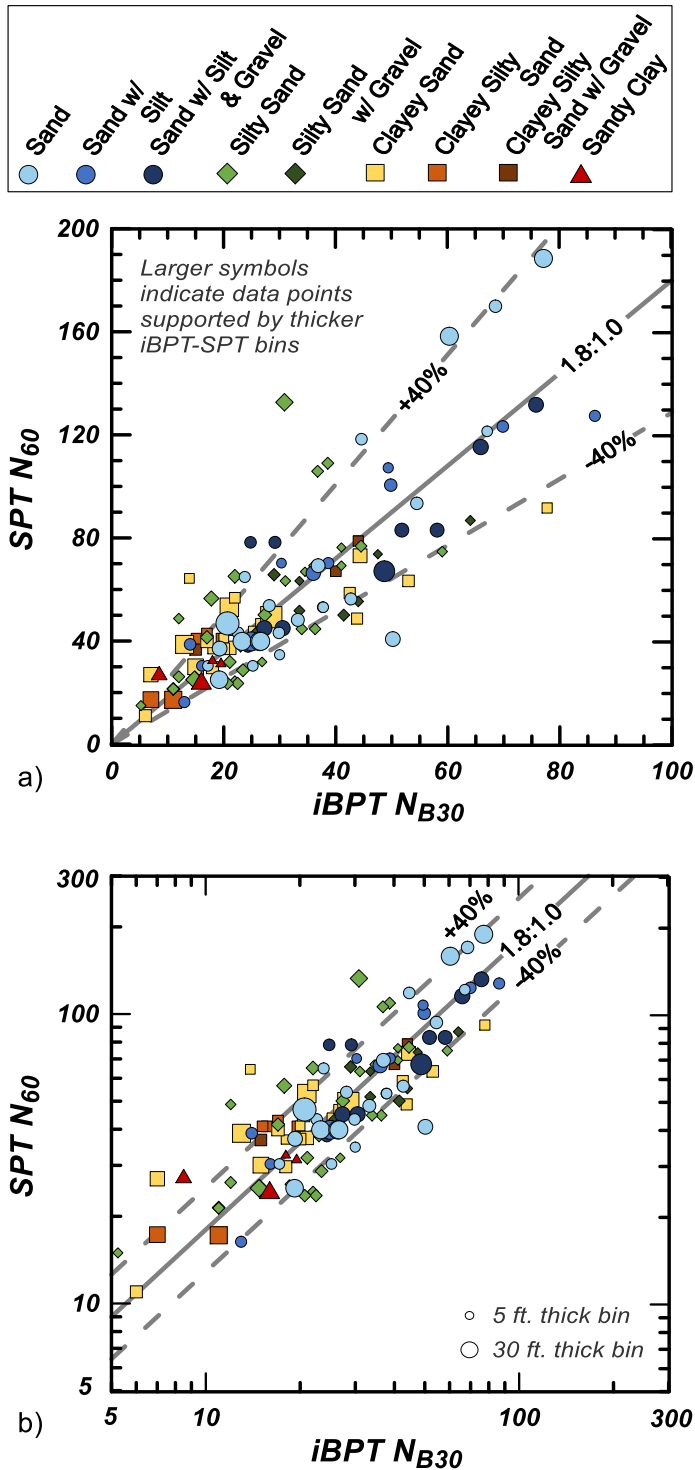 Sand
Sand w/
Silt
Sand w/ Silt
& Gravel
Silty Sand
Silty Sand
w/ Gravel
Clayey Sand
Clayey Silty
Sand
Clayey Silty
Sand w/ Gravel
Sandy Clay
200
160
120
80
40
0
SPT N60
Larger symbols
indicate data points
supported by thicker
iBPT-SPT bins
+40%
1.8:1.0
-40%
0 20 40 60 80 100
a)
iBPT NB30
300
100
10
5
SPT N60
+40%
1.8:1.0
-40%
5 ft. thick bin
30 ft. thick bin
5 10 100 300
b)
iBPT NB30